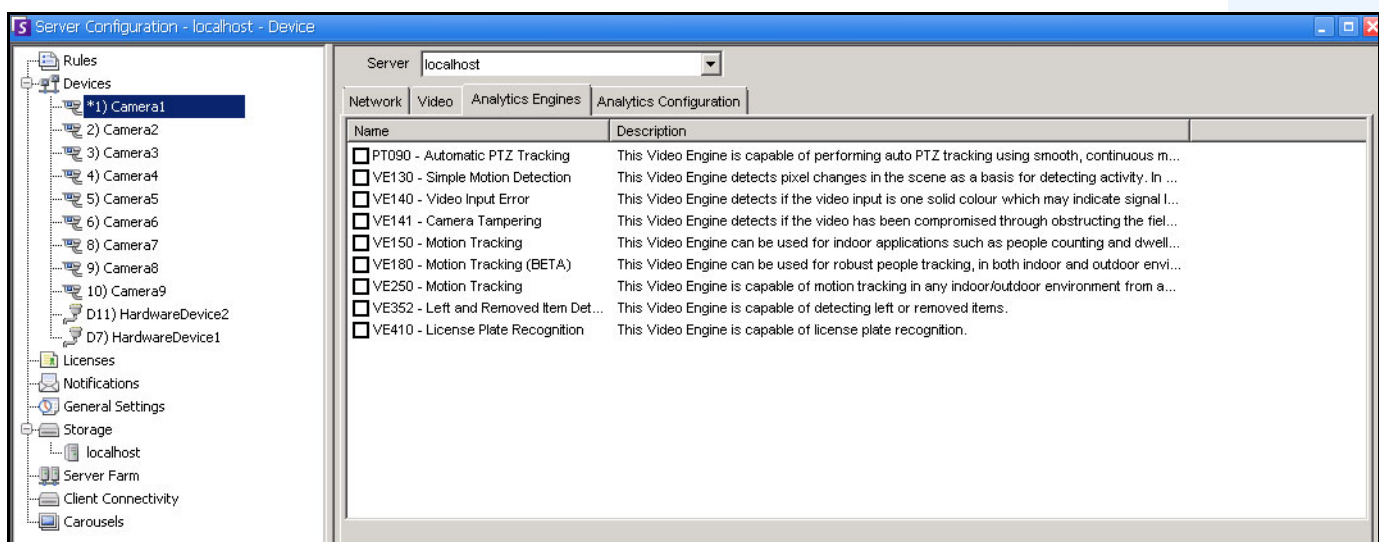 Server Configuration - localhost - Device
Rules
Devices
*1) Camera1
2) Camera2
3) Camera3
4) Camera4
5) Camera5
6) Camera6
8) Camera7
9) Camera8
10) Camera9
D11) HardwareDevice2
D7) HardwareDevice1
Licenses
Notifications
General Settings
Storage
localhost
Server Farm
Client Connectivity
Carousels
Server localhost
Network Video Analytics Engines Analytics Configuration
Name Description
PT090 - Automatic PTZ Tracking This Video Engine is capable of performing auto PTZ tracking using smooth, continuous m...
VE130 - Simple Motion Detection This Video Engine detects pixel changes in the scene as a basis for detecting activity. In ...
VE140 - Video Input Error This Video Engine detects if the video input is one solid colour which may indicate signal l...
VE141 - Camera Tampering This Video Engine detects if the video has been compromised through obstructing the fiel...
VE150 - Motion Tracking This Video Engine can be used for indoor applications such as people counting and dwell...
VE180 - Motion Tracking (BETA) This Video Engine can be used for robust people tracking, in both indoor and outdoor envi...
VE250 - Motion Tracking This Video Engine is capable of motion tracking in any indoor/outdoor environment from a...
VE352 - Left and Removed Item Det... This Video Engine is capable of detecting left or removed items.
VE410 - License Plate Recognition This Video Engine is capable of license plate recognition.